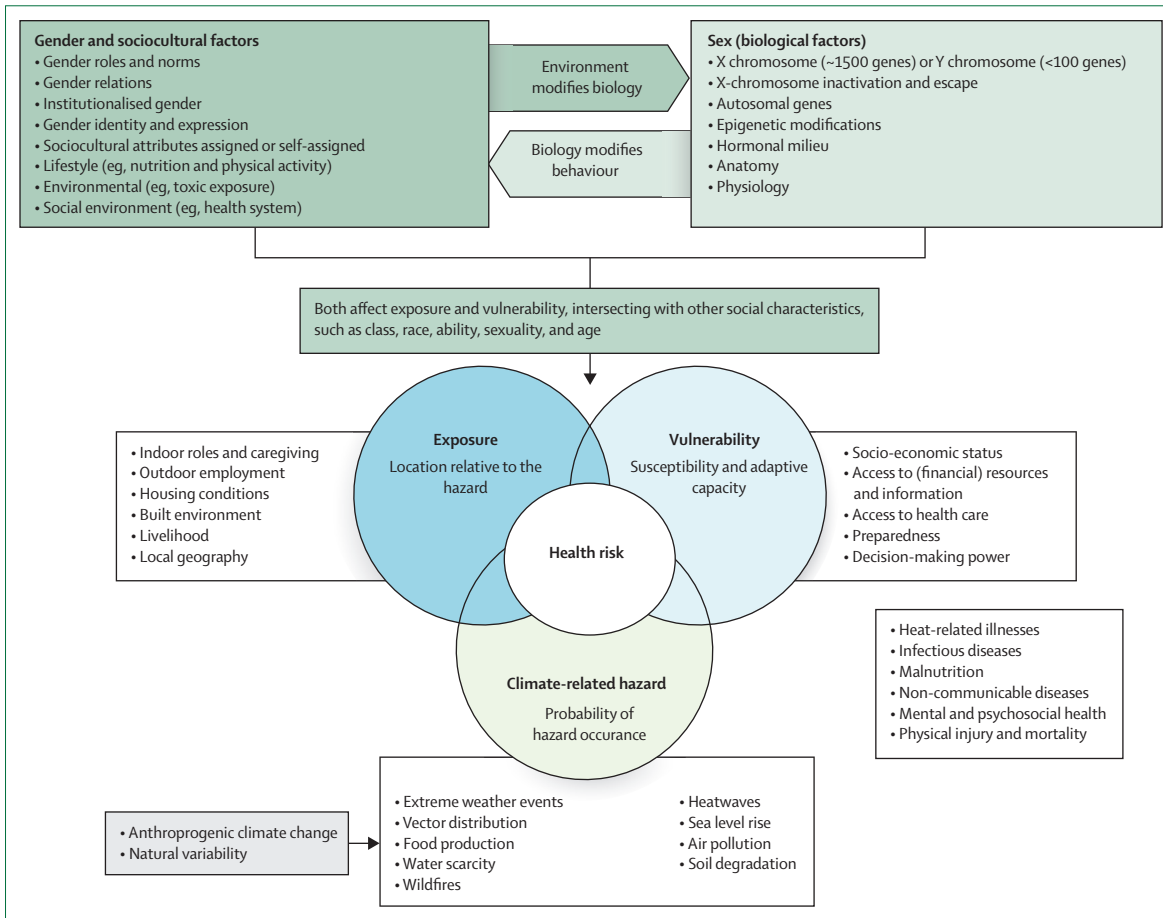 Gender and sociocultural factors
• Gender roles and norms
• Gender relations
• Institutionalised gender
• Gender identity and expression
• Sociocultural attributes assigned or self-assigned
• Lifestyle (eg, nutrition and physical activity)
• Environmental (eg, toxic exposure)
• Social environment (eg, health system)
Environment
modifies biology
Biology modifies
behaviour
Sex (biological factors)
• X chromosome (~1500 genes) or Y chromosome (<100 genes)
• X-chromosome inactivation and escape
• Autosomal genes
• Epigenetic modifications
• Hormonal milieu
• Anatomy
• Physiology
Both affect exposure and vulnerability, intersecting with other social characteristics,
such as class, race, ability, sexuality, and age
• Indoor roles and caregiving
• Outdoor employment
• Housing conditions
• Built environment
• Livelihood
• Local geography
Exposure
Location relative to the
hazard
Vulnerability
Susceptibility and adaptive
capacity
• Socio-economic status
• Access to (financial) resources
and information
• Access to health care
• Preparedness
• Decision-making power
Health risk
Climate-related hazard
Probability of
hazard occurance
• Heat-related illnesses
• Infectious diseases
• Malnutrition
• Non-communicable diseases
• Mental and psychosocial health
• Physical injury and mortality
• Anthroprogenic climate change
• Natural variability
• Extreme weather events
• Vector distribution
• Food production
• Water scarcity
• Wildfires
• Heatwaves
• Sea level rise
• Air pollution
• Soil degradation